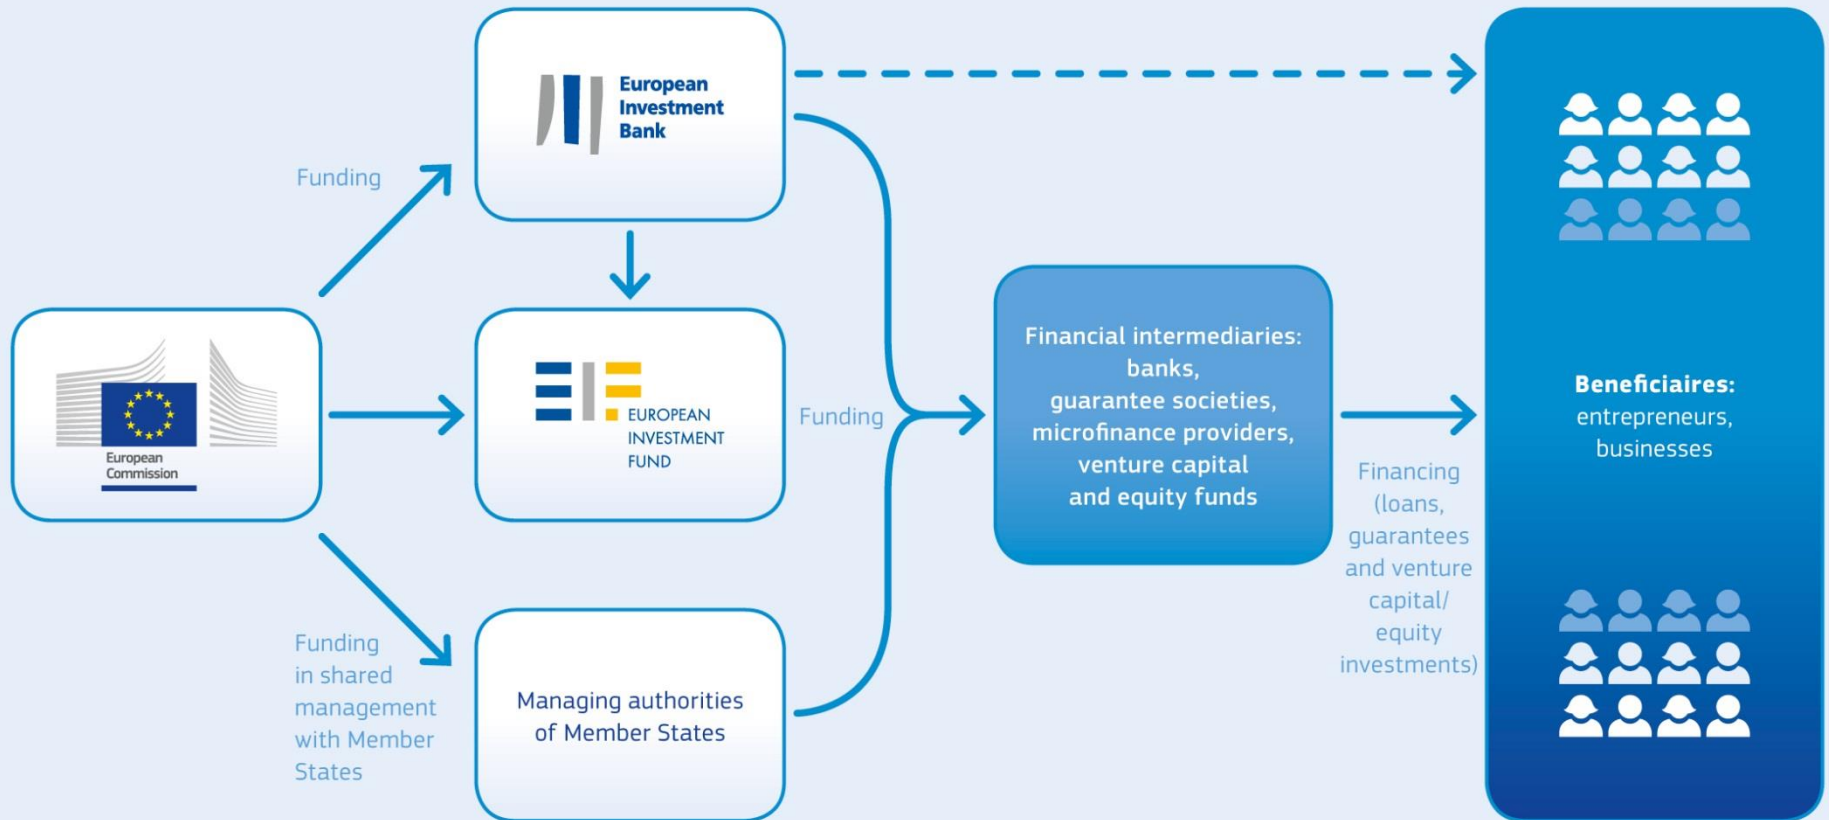 European
Investment
Bank
Funding
European
Commission
EUROPEAN
INVESTMENT
FUND
Funding
in shared
management
with Member
States
Managing authorities
of Member States
Funding
Financial intermediaries:
banks,
guarantee societies,
microfinance providers,
venture capital
and equity funds
Financing
(loans,
guarantees
and venture
capital/
equity
investments)
Beneficiaires:
entrepreneurs,
businesses